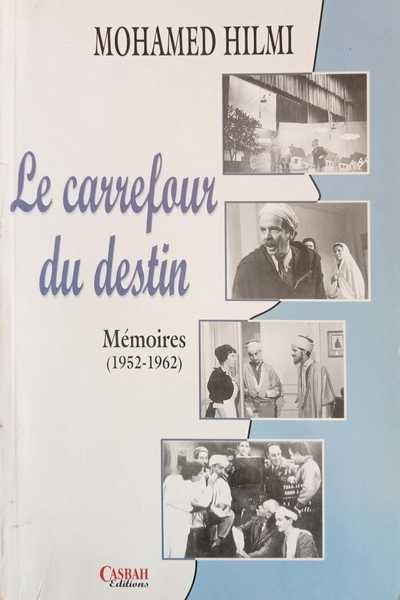 MOHAMED HILMI
Le carrefour
du destin
Mémoires
(1952-1962)
CASBAH
Editions